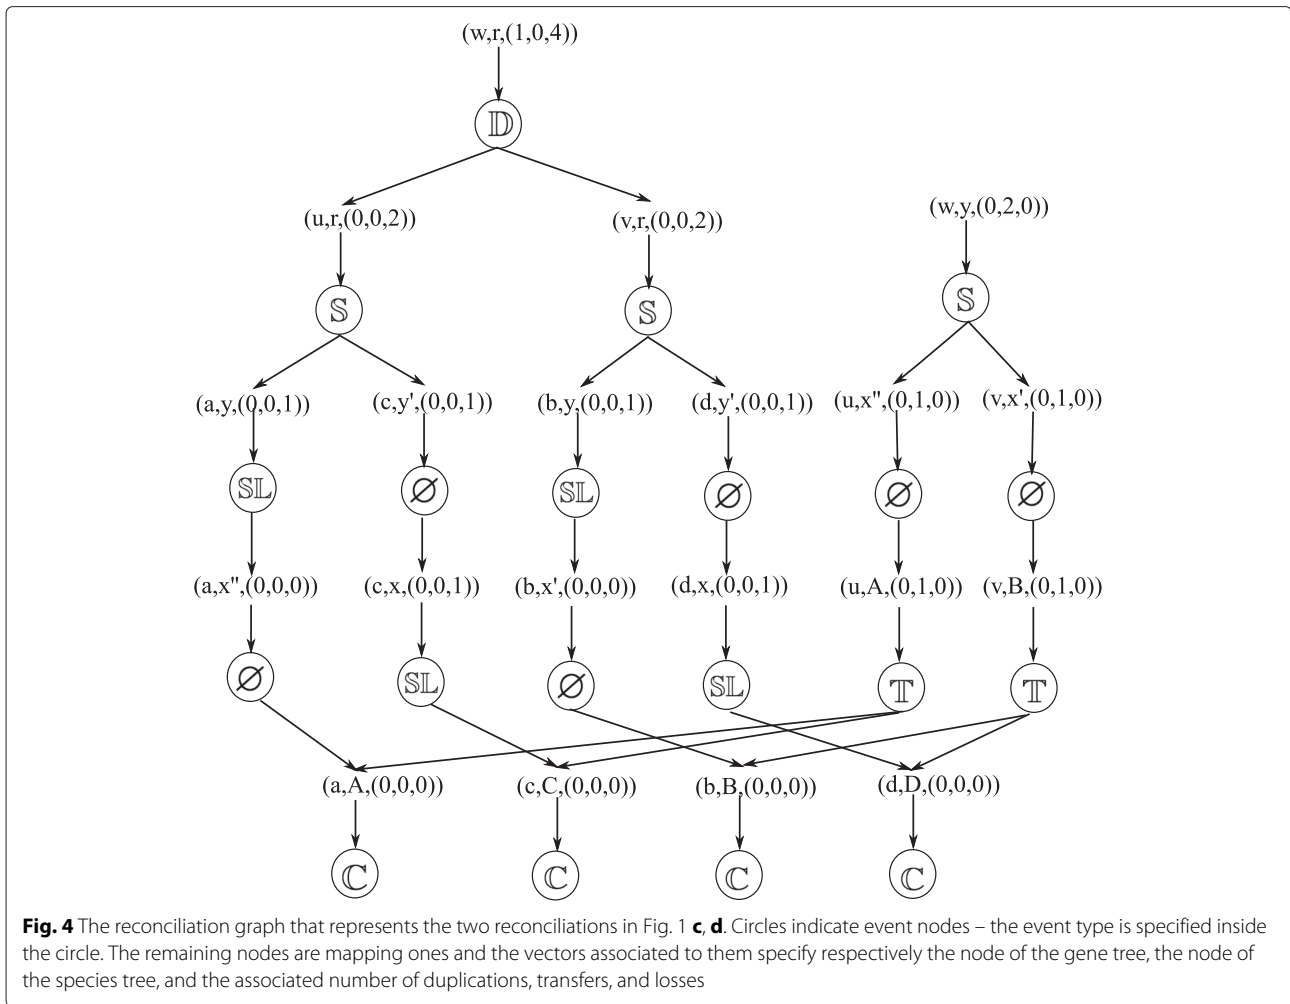 (w,r,(1,0,4))
𝔻
(u,r,(0,0,2)) (v,r,(0,0,2)) (w,y,(0,2,0))
𝕊 𝕊 𝕊
(a,y,(0,0,1)) (c,y',(0,0,1)) (b,y,(0,0,1)) (d,y',(0,0,1)) (u,x",(0,1,0)) (v,x',(0,1,0))
𝕊𝕃 ∅ 𝕊𝕃 ∅ ∅ ∅
(a,x",(0,0,0)) (c,x,(0,0,1)) (b,x',(0,0,0)) (d,x,(0,0,1)) (u,A,(0,1,0)) (v,B,(0,1,0))
∅ 𝕊𝕃 ∅ 𝕊𝕃 𝕋 𝕋
(a,A,(0,0,0)) (c,C,(0,0,0)) (b,B,(0,0,0)) (d,D,(0,0,0))
ℂ ℂ ℂ ℂ
Fig. 4 The reconciliation graph that represents the two reconciliations in Fig. 1 c, d. Circles indicate event nodes – the event type is specified inside
the circle. The remaining nodes are mapping ones and the vectors associated to them specify respectively the node of the gene tree, the node of
the species tree, and the associated number of duplications, transfers, and losses